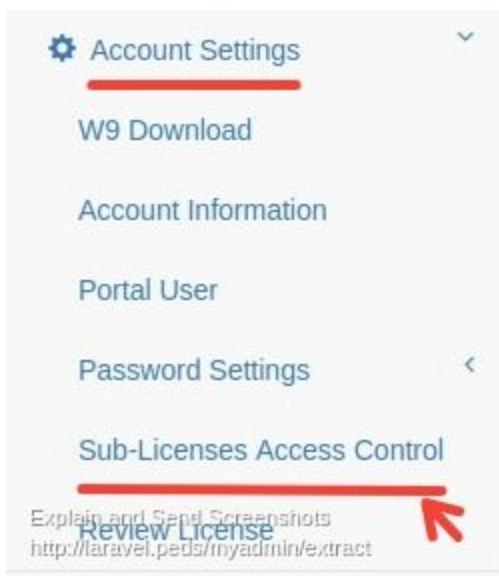 Account Settings
W9 Download
Account Information
Portal User
Password Settings
Sub-Licenses Access Control
Explain and Send Screenshots
Review License
http://laravel.peds/myadmin/extract